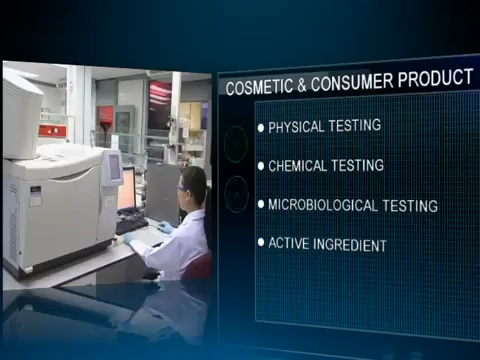 COSMETIC & CONSUMER PRODUCT
PHYSICAL TESTING
CHEMICAL TESTING
MICROBIOLOGICAL TESTING
ACTIVE INGREDIENT